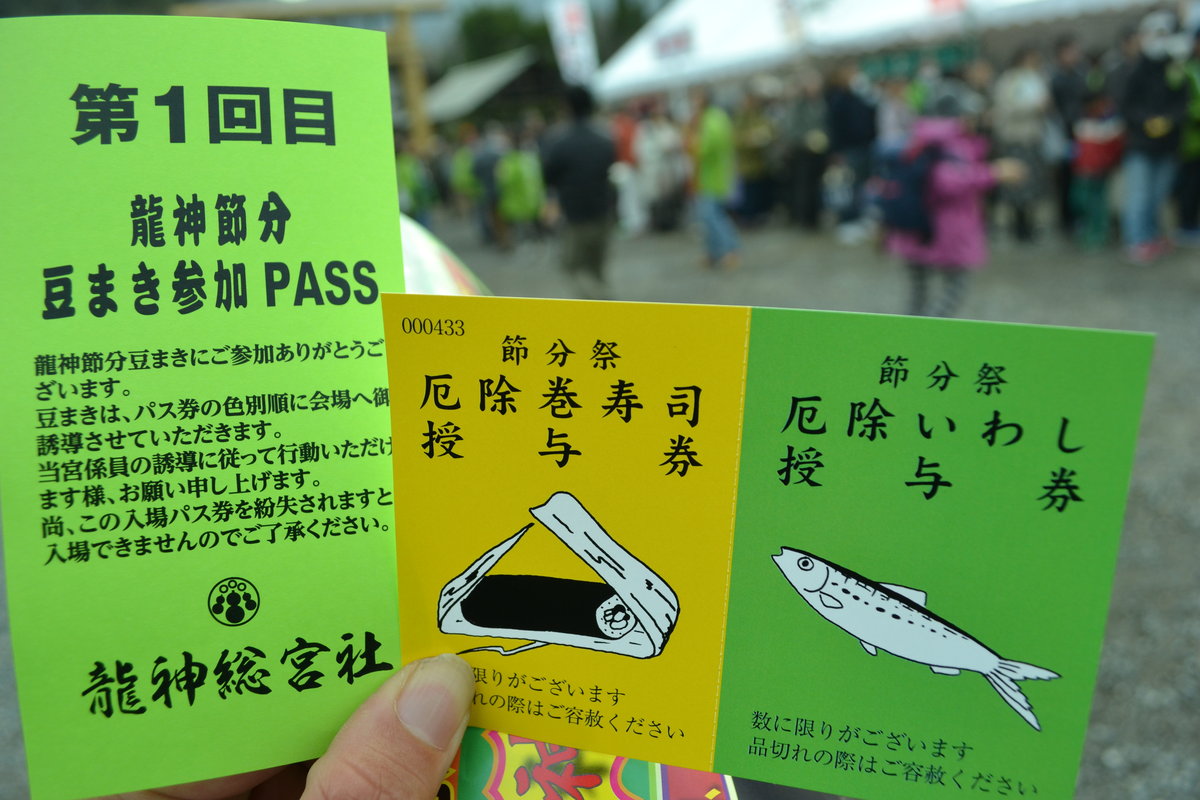 第1回目
龍神節分
豆まき参加 PASS
龍神節分豆まきにご参加ありがとうご
ざいます。
豆まきは、パス券の色別順に会場へ御
誘導させていただきます。
当宮係員の誘導に従って行動いただけ
ます様、お願い申し上げます。
尚、この入場パス券を紛失されますと
入場できませんのでご了承ください。
龍神総宮社
000433
節分祭
厄除巻寿司
授与券
限りがございます
れの際はご容赦ください
節分祭
厄除いわし
授与券
数に限りがございます
品切れの際はご容赦ください